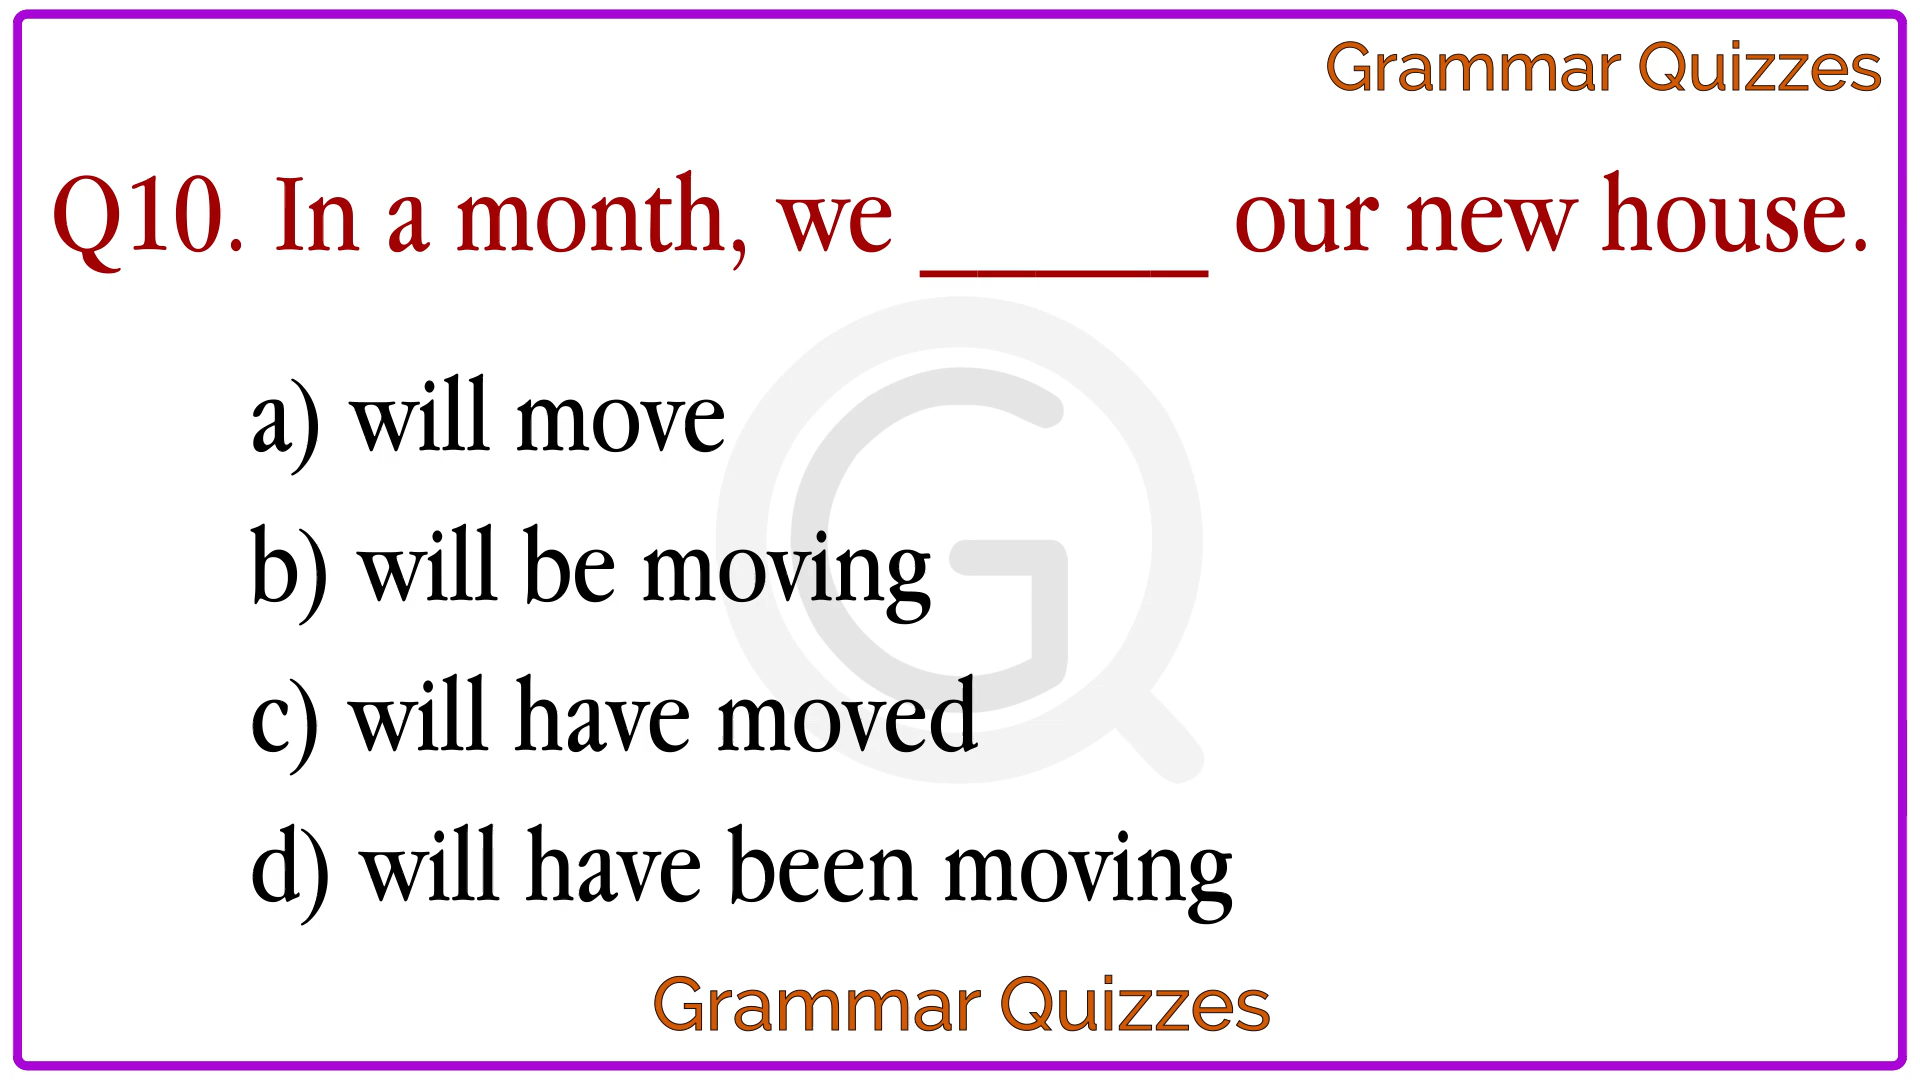 Grammar Quizzes
Q10. In a month, we ______ our new house.
a) will move
b) will be moving
c) will have moved
d) will have been moving
Grammar Quizzes